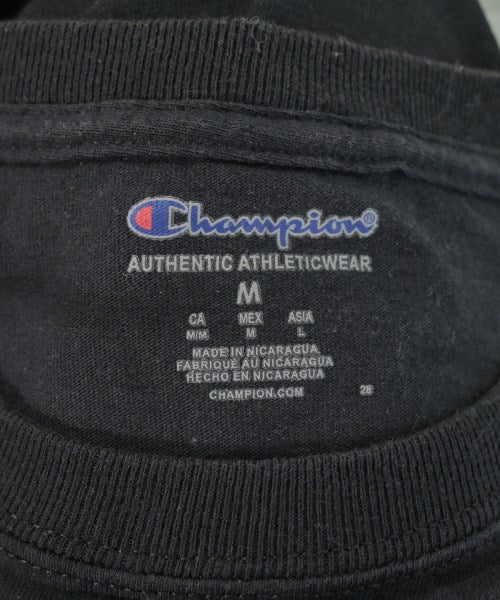 Champion®
AUTHENTIC ATHLETICWEAR
M
CA MEX ASIA
M/M M L
MADE IN NICARAGUA
FABRIQUÉ AU NICARAGUA
HECHO EN NICARAGUA
CHAMPION.COM 28